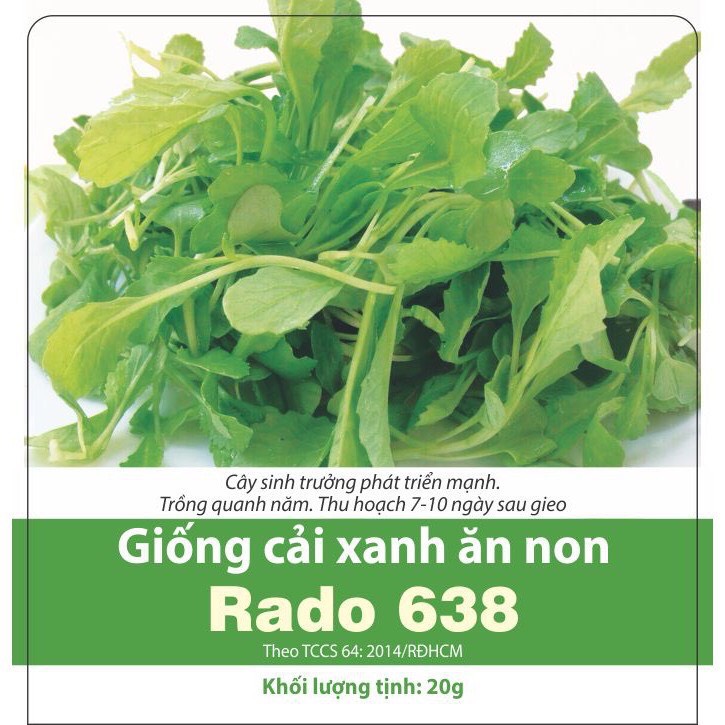 Cây sinh trưởng phát triển mạnh.
Trồng quanh năm. Thu hoạch 7-10 ngày sau gieo
Giống cải xanh ăn non
Rado 638
Theo TCCS 64: 2014/RĐHCM
Khối lượng tịnh: 20g